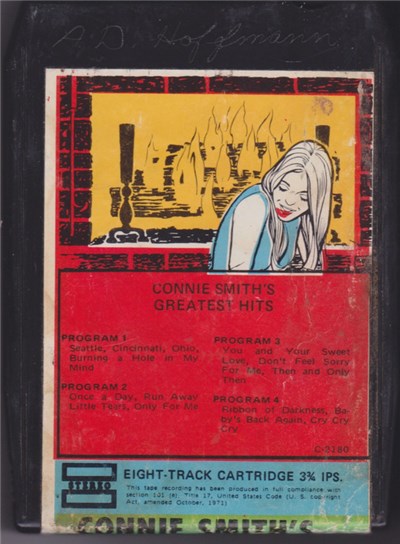 A.D. Hoffmann
CONNIE SMITH'S
GREATEST HITS
PROGRAM 1
Seattle, Cincinnati, Ohio,
Burning a Hole in My
Mind
PROGRAM 2
Once a Day, Run Away
Little Tears, Only For Me
PROGRAM 3
You and Your Sweet
Love, Don't Feel Sorry
For Me, Then and Only
Then
PROGRAM 4
Ribbon of Darkness, Ba-
by's Back Again, Cry Cry
Cry
C-3260
STEREO
EIGHT-TRACK CARTRIDGE 3¾ IPS.
This tape recording has been produced in full compliance with
section 101 (e) Title 17, United States Code (U. S. copyright
Act, amended October, 1971)
CONNIE SMITH'S